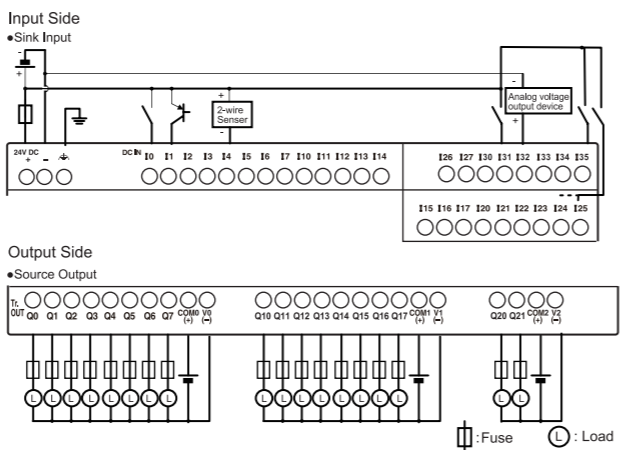 Input Side
●Sink Input
-
+
24V DC
+ -
DC IN I0 I1 I2 I3 I4 I5 I6 I7 I10 I11 I12 I13 I14
+
2-wire
Senser
-
-
Analog voltage
output device
+
I26 I27 I30 I31 I32 I33 I34 I35
I15 I16 I17 I20 I21 I22 I23 I24 I25
Output Side
●Source Output
Tr.
OUT Q0 Q1 Q2 Q3 Q4 Q5 Q6 Q7 COM0 (+) V0 (−)
Q10 Q11 Q12 Q13 Q14 Q15 Q16 Q17 COM1 (+) V1 (−)
Q20 Q21 COM2 (+) V2 (−)
L L L L L L L L
L L L L L L L L
L L
:Fuse
L : Load